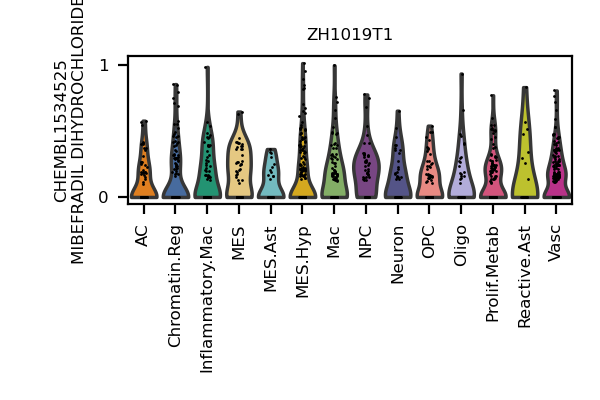 ZH1019T1
CHEMBL1534525
MIBEFRADIL DIHYDROCHLORIDE
1
0
AC
Chromatin.Reg
Inflammatory.Mac
MES
MES.Ast
MES.Hyp
Mac
NPC
Neuron
OPC
Oligo
Prolif.Metab
Reactive.Ast
Vasc